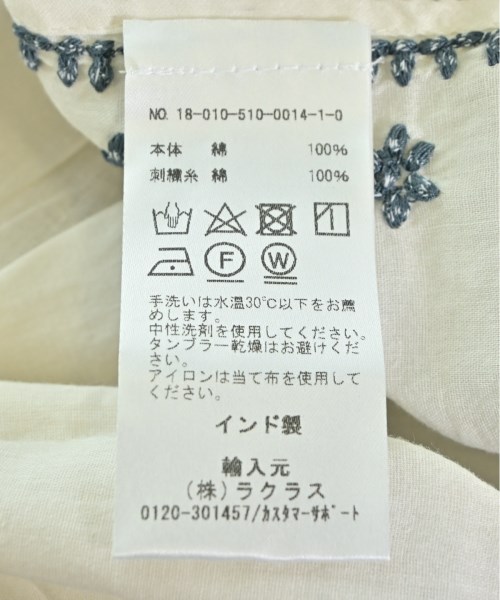 NO. 18-010-510-0014-1-0
本体 綿 100%
刺繍糸 綿 100%
F W
手洗いは水温30℃以下をお薦
めします。
中性洗剤を使用してください。
タンブラー乾燥はお避けくださ
い。
アイロンは当て布を使用して
ください。
インド製
輸入元
(株)ラクラス
0120-301457/ｶｽﾀﾏｰｻﾎﾟｰﾄ